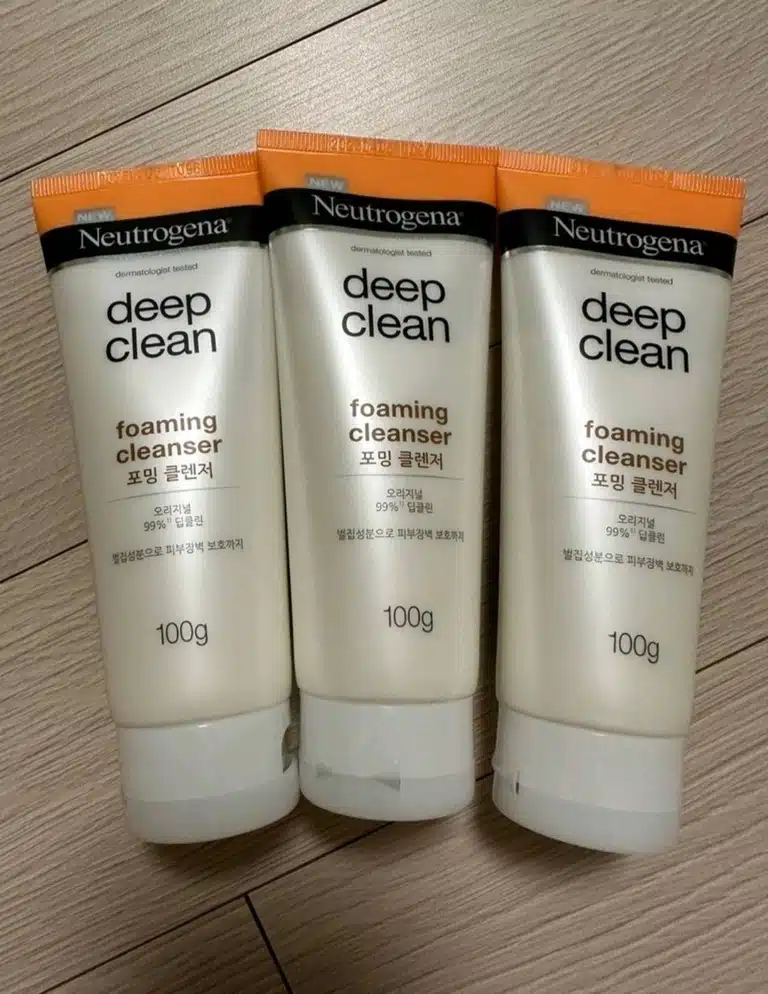 NEW
Neutrogena®
dermatologist tested
deep
clean
foaming
cleanser
포밍 클렌저
오리지널
99%¹⁾ 딥클린
벌집성분으로 피부장벽 보호까지
100g
NEW
Neutrogena®
dermatologist tested
deep
clean
foaming
cleanser
포밍 클렌저
오리지널
99%¹⁾ 딥클린
벌집성분으로 피부장벽 보호까지
100g
NEW
Neutrogena®
dermatologist tested
deep
clean
foaming
cleanser
포밍 클렌저
오리지널
99%¹⁾ 딥클린
벌집성분으로 피부장벽 보호까지
100g